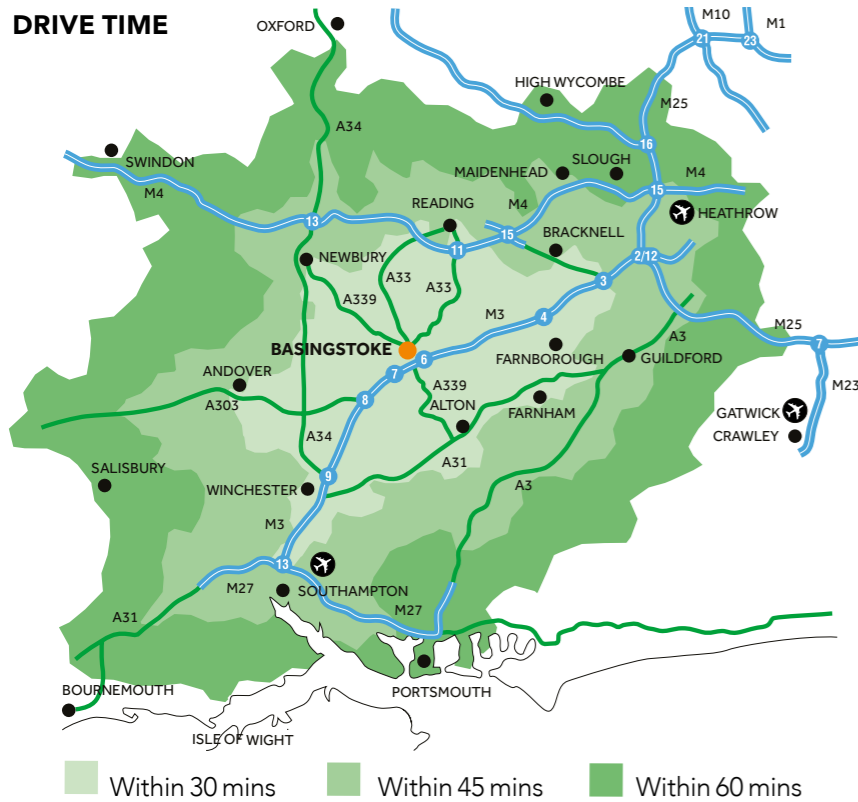 DRIVE TIME
M10
M1
OXFORD
21
23
HIGH WYCOMBE
M25
A34
16
SWINDON
MAIDENHEAD
SLOUGH
M4
M4
15
M4
READING
HEATHROW
13
15
BRACKNELL
11
2/12
NEWBURY
A33
A33
3
A339
M3
4
A3
M25
BASINGSTOKE
6
FARNBOROUGH
GUILDFORD
7
7
ANDOVER
A339
M23
A303
8
ALTON
FARNHAM
GATWICK
A34
CRAWLEY
A31
SALISBURY
9
WINCHESTER
A3
M3
13
M27
SOUTHAMPTON
A31
M27
BOURNEMOUTH
PORTSMOUTH
ISLE OF WIGHT
Within 30 mins
Within 45 mins
Within 60 mins